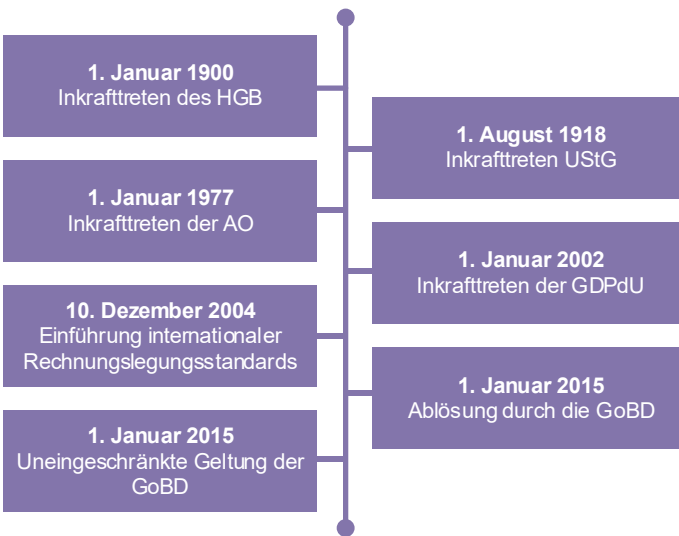 1. Januar 1900
Inkrafttreten des HGB
1. August 1918
Inkrafttreten UStG
1. Januar 1977
Inkrafttreten der AO
1. Januar 2002
Inkrafttreten der GDPdU
10. Dezember 2004
Einführung internationaler
Rechnungslegungsstandards
1. Januar 2015
Ablösung durch die GoBD
1. Januar 2015
Uneingeschränkte Geltung der
GoBD